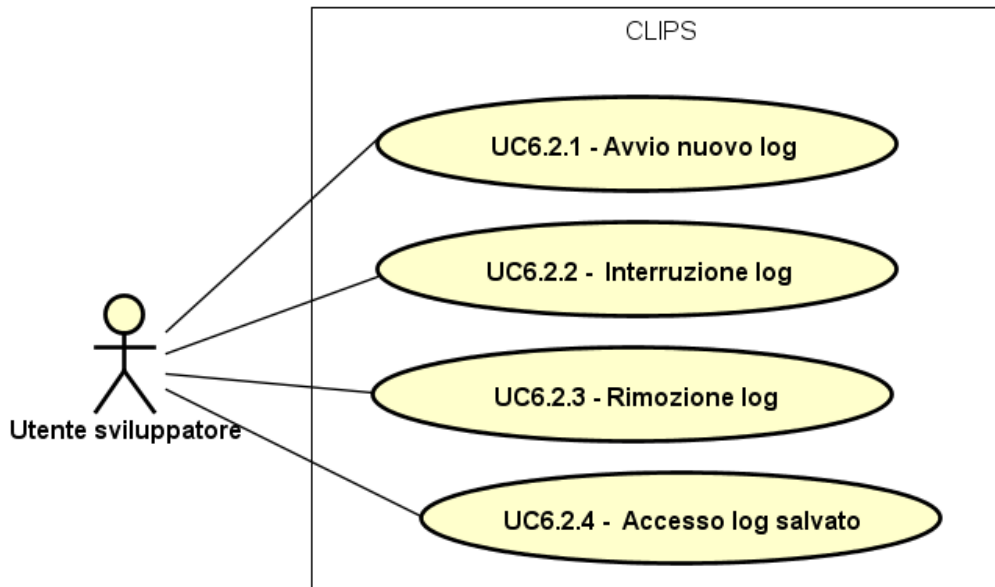 CLIPS
UC6.2.1 - Avvio nuovo log
UC6.2.2 - Interruzione log
UC6.2.3 - Rimozione log
UC6.2.4 - Accesso log salvato
Utente sviluppatore